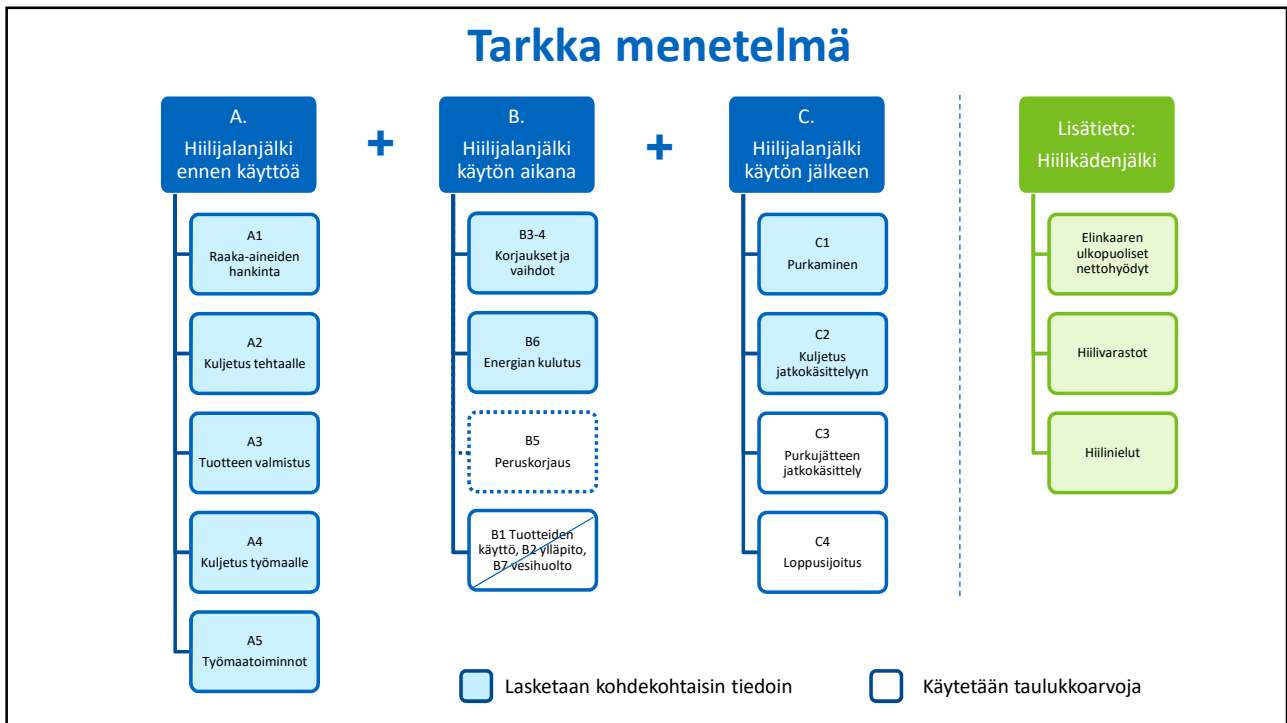 Tarkka menetelmä
A.
Hiilijalanjälki
ennen käyttöä
+
B.
Hiilijalanjälki
käytön aikana
+
C.
Hiilijalanjälki
käytön jälkeen
Lisätieto:
Hiilikädenjälki
A1
Raaka-aineiden
hankinta
A2
Kuljetus tehtaalle
A3
Tuotteen valmistus
A4
Kuljetus työmaalle
A5
Työmaatoiminnot
B3-4
Korjaukset ja
vaihdot
B6
Energian kulutus
B5
Peruskorjaus
B1 Tuotteiden
käyttö, B2 ylläpito,
B7 vesihuolto
C1
Purkaminen
C2
Kuljetus
jatkokäsittelyyn
C3
Purkujätteen
jatkokäsittely
C4
Loppusijoitus
Elinkaaren
ulkopuoliset
nettohyödyt
Hiilivarastot
Hiilinielut
Lasketaan kohdekohtaisin tiedoin
Käytetään taulukkoarvoja